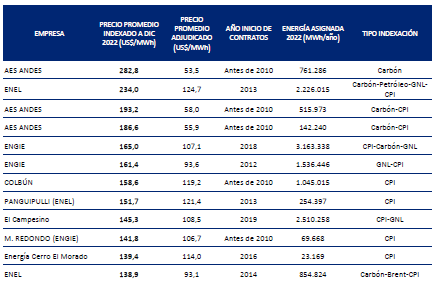 EMPRESA PRECIO PROMEDIO INDEXADO A DIC 2022 (US$/MWh) PRECIO PROMEDIO ADJUDICADO (US$/MWh) AÑO INICIO DE CONTRATOS ENERGÍA ASIGNADA 2022 (MWh/año) TIPO INDEXACIÓN
AES ANDES 282,8 53,5 Antes de 2010 761.286 Carbón
ENEL 234,0 124,7 2013 2.226.015 Carbón-Petróleo-GNL-CPI
AES ANDES 193,2 58,0 Antes de 2010 515.973 Carbón-CPI
AES ANDES 186,6 55,9 Antes de 2010 142.240 Carbón-CPI
ENGIE 165,0 107,1 2018 3.163.338 CPI-Carbón-GNL
ENGIE 161,4 93,6 2012 1.536.446 GNL-CPI
COLBÚN 158,6 119,2 Antes de 2010 1.045.015 CPI
PANGUIPULLI (ENEL) 151,7 121,4 2013 254.397 CPI
El Campesino 145,3 108,5 2019 2.510.258 CPI-GNL
M. REDONDO (ENGIE) 141,8 106,7 Antes de 2010 69.668 CPI
Energía Cerro El Morado 139,4 114,0 2016 23.169 CPI
ENEL 138,9 93,1 2014 854.824 Carbón-Brent-CPI